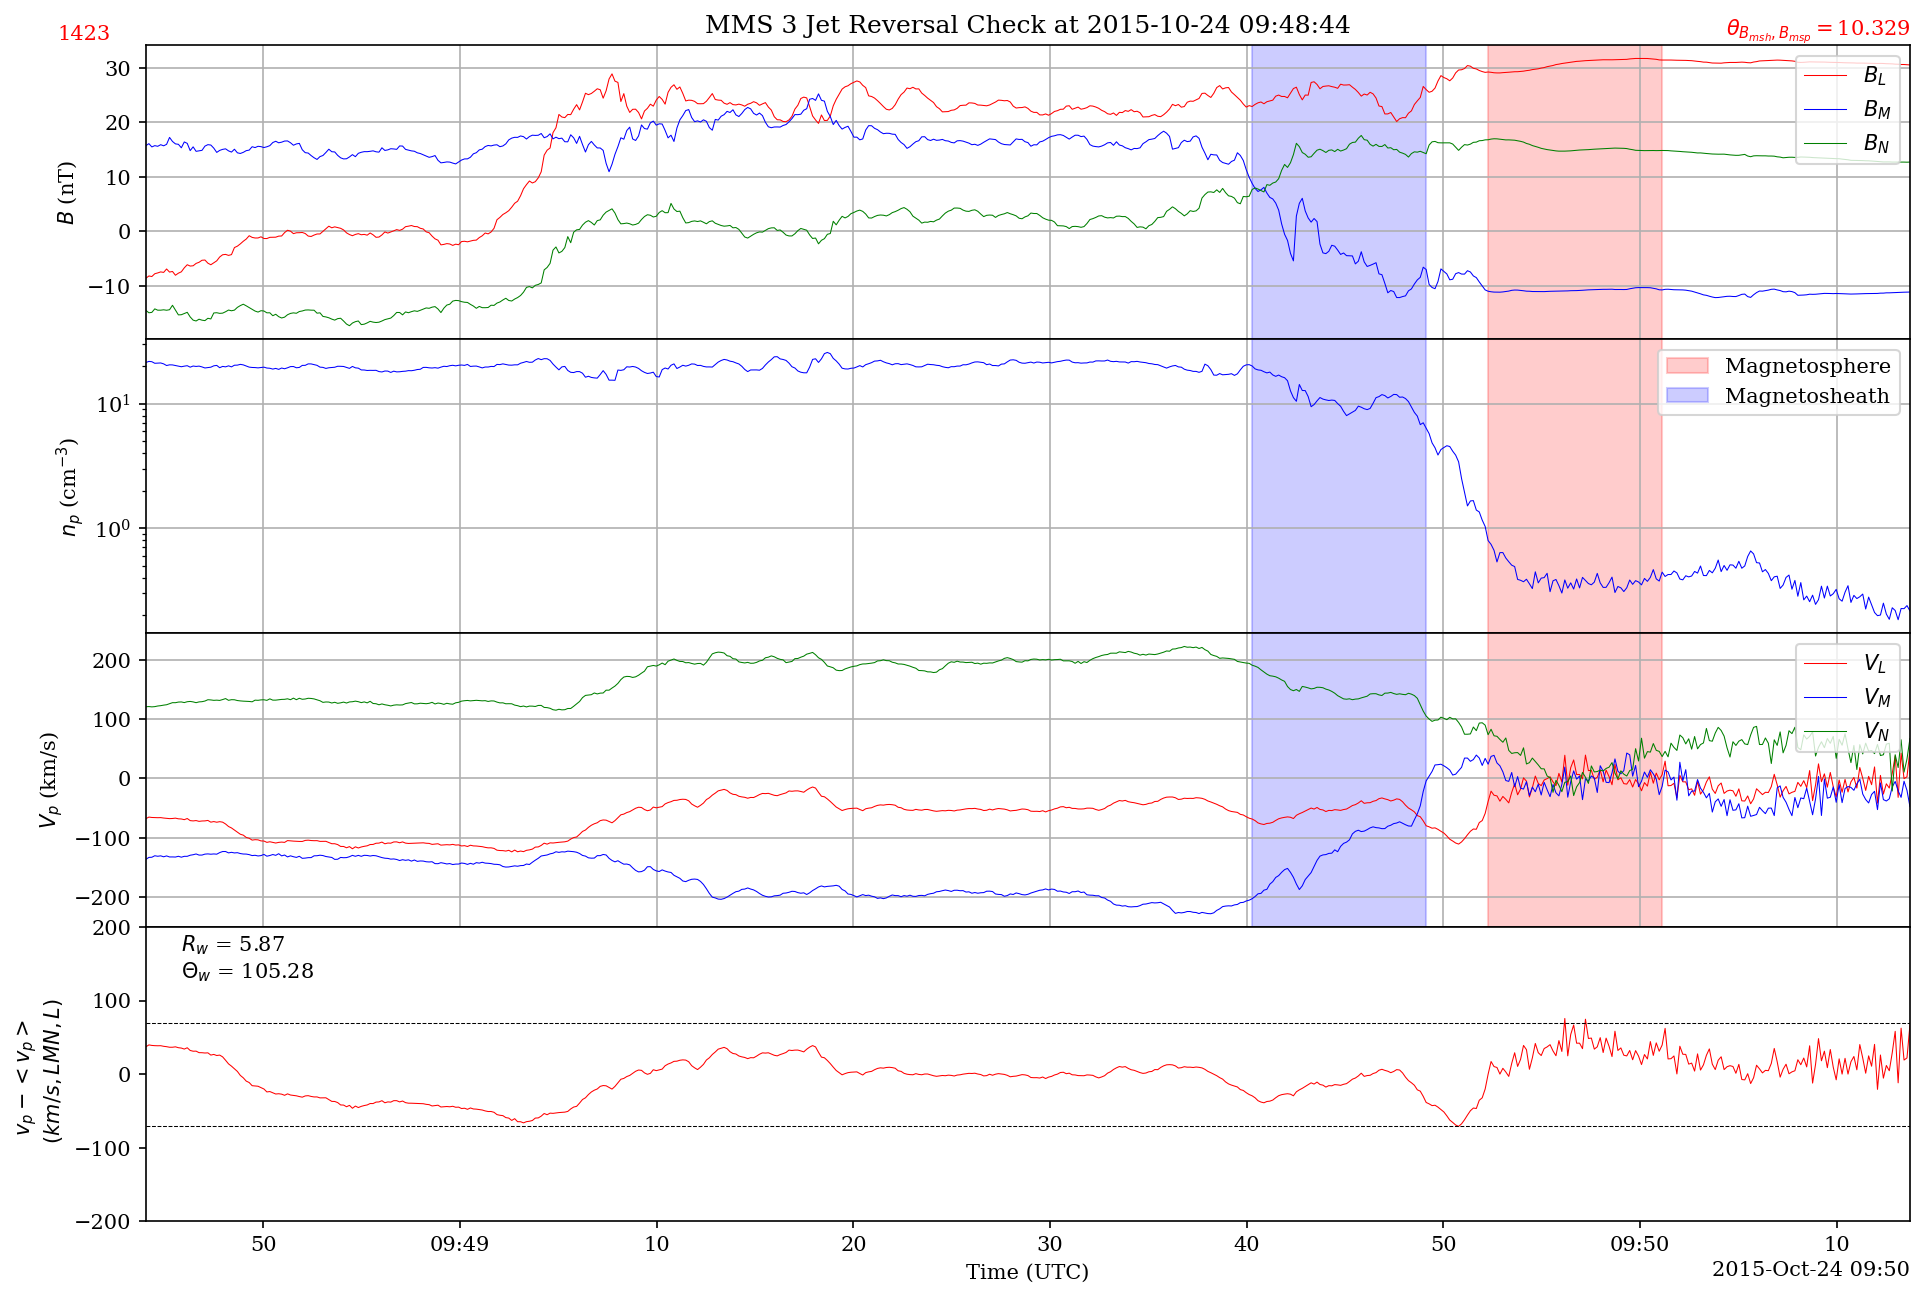 1423
MMS 3 Jet Reversal Check at 2015-10-24 09:48:44
θ_{B_{msh}, B_{msp}} = 10.329
30
20
10
0
−10
B (nT)
B_L
B_M
B_N
10^1
10^0
n_p (cm^{−3})
Magnetosphere
Magnetosheath
200
100
0
−100
−200
V_p (km/s)
V_L
V_M
V_N
200
100
0
−100
−200
v_p − < v_p >
(km/s, LMN, L)
R_w = 5.87
Θ_w = 105.28
50
09:49
10
20
30
40
50
09:50
10
Time (UTC)
2015-Oct-24 09:50